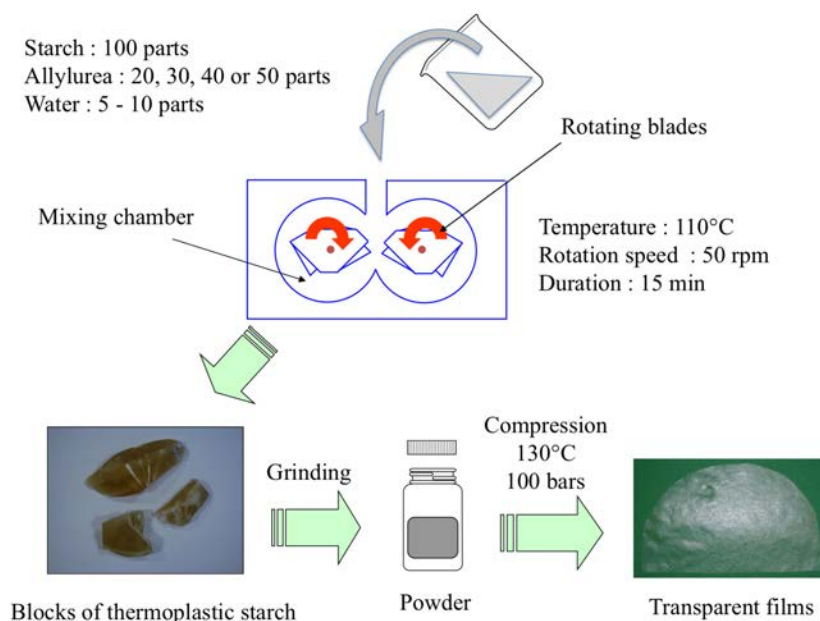 Starch : 100 parts
Allylurea : 20, 30, 40 or 50 parts
Water : 5 - 10 parts
Rotating blades
Mixing chamber
Temperature : 110°C
Rotation speed  : 50 rpm
Duration : 15 min
Grinding
Compression
130°C
100 bars
Blocks of thermoplastic starch
Powder
Transparent films